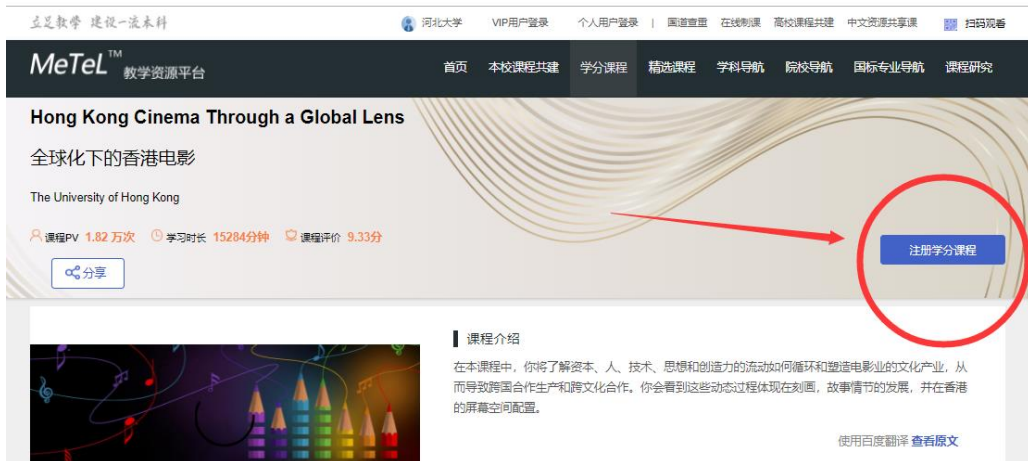 立足教学 建设一流本科
河北大学 VIP用户登录 个人用户登录 | 国道查重 在线制课 高校课程共建 中文资源共享课 扫码观看
MeTeL™ 教学资源平台 首页 本校课程共建 学分课程 精选课程 学科导航 院校导航 国标专业导航 课程研究
Hong Kong Cinema Through a Global Lens
全球化下的香港电影
The University of Hong Kong
课程PV 1.82 万次 学习时长 15284分钟 课程评价 9.33分
注册学分课程
分享
课程介绍
在本课程中，你将了解资本、人、技术、思想和创造力的流动如何循环和塑造电影业的文化产业，从
而导致跨国合作生产和跨文化合作。你会看到这些动态过程体现在刻画，故事情节的发展，并在香港
的屏幕空间配置。
使用百度翻译 查看原文